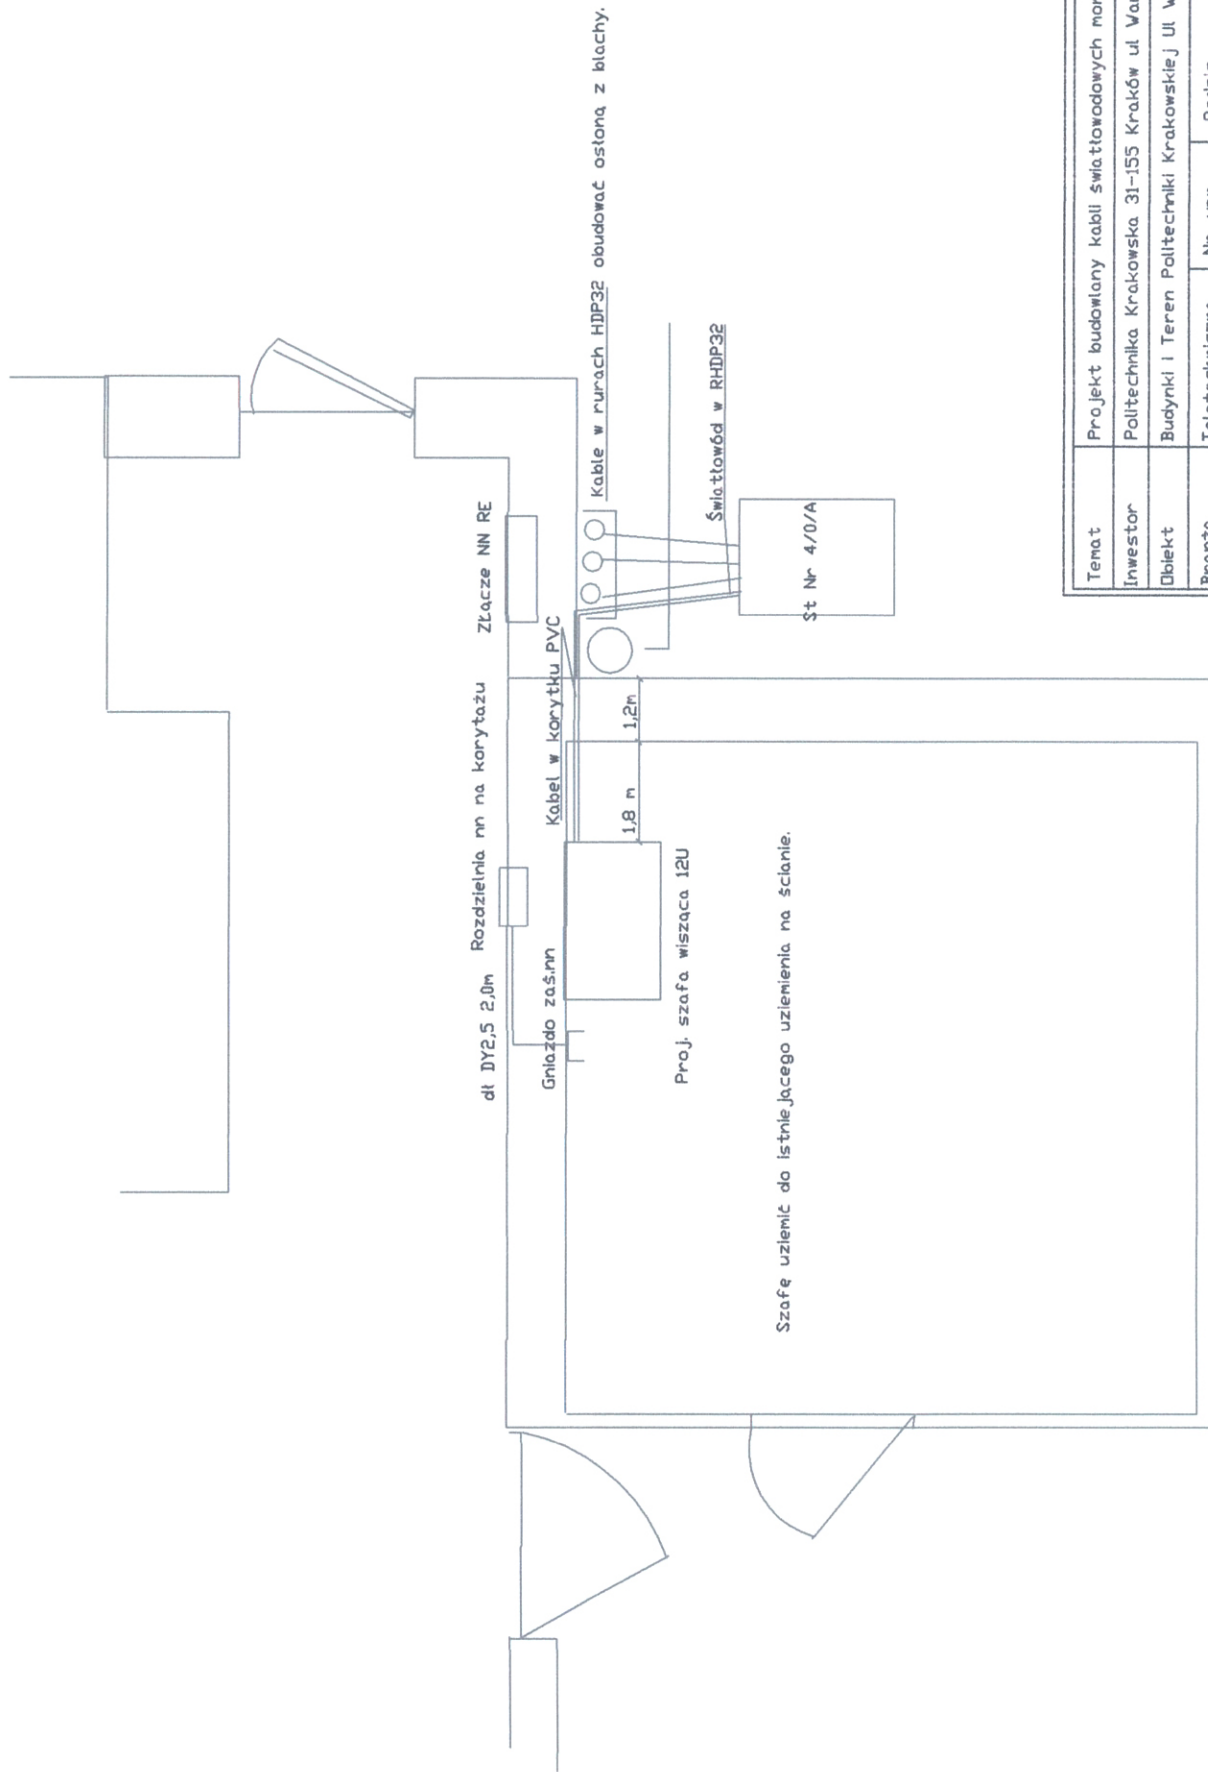 Kable w rurach HDP32 obudować osłoną z blachy.
Światłowód w RHDP32
ZŁącze NN RE
St Nr 4/0/A
Rozdzielnia nn na korytażu
Kabel w korytku PVC
1,2m
1,8 m
dł DY2,5 2,0m
Gniazdo zaś.nn
Proj. szafa wisząca 12U
Szafę uziemić do istniejącego uziemienia na ścianie.
Temat Projekt budowlany kabli światłowodowych
Inwestor Politechnika Krakowska 31-155 Kraków ul
Obiekt Budynki i Teren Politechniki Krakowskiej Ul